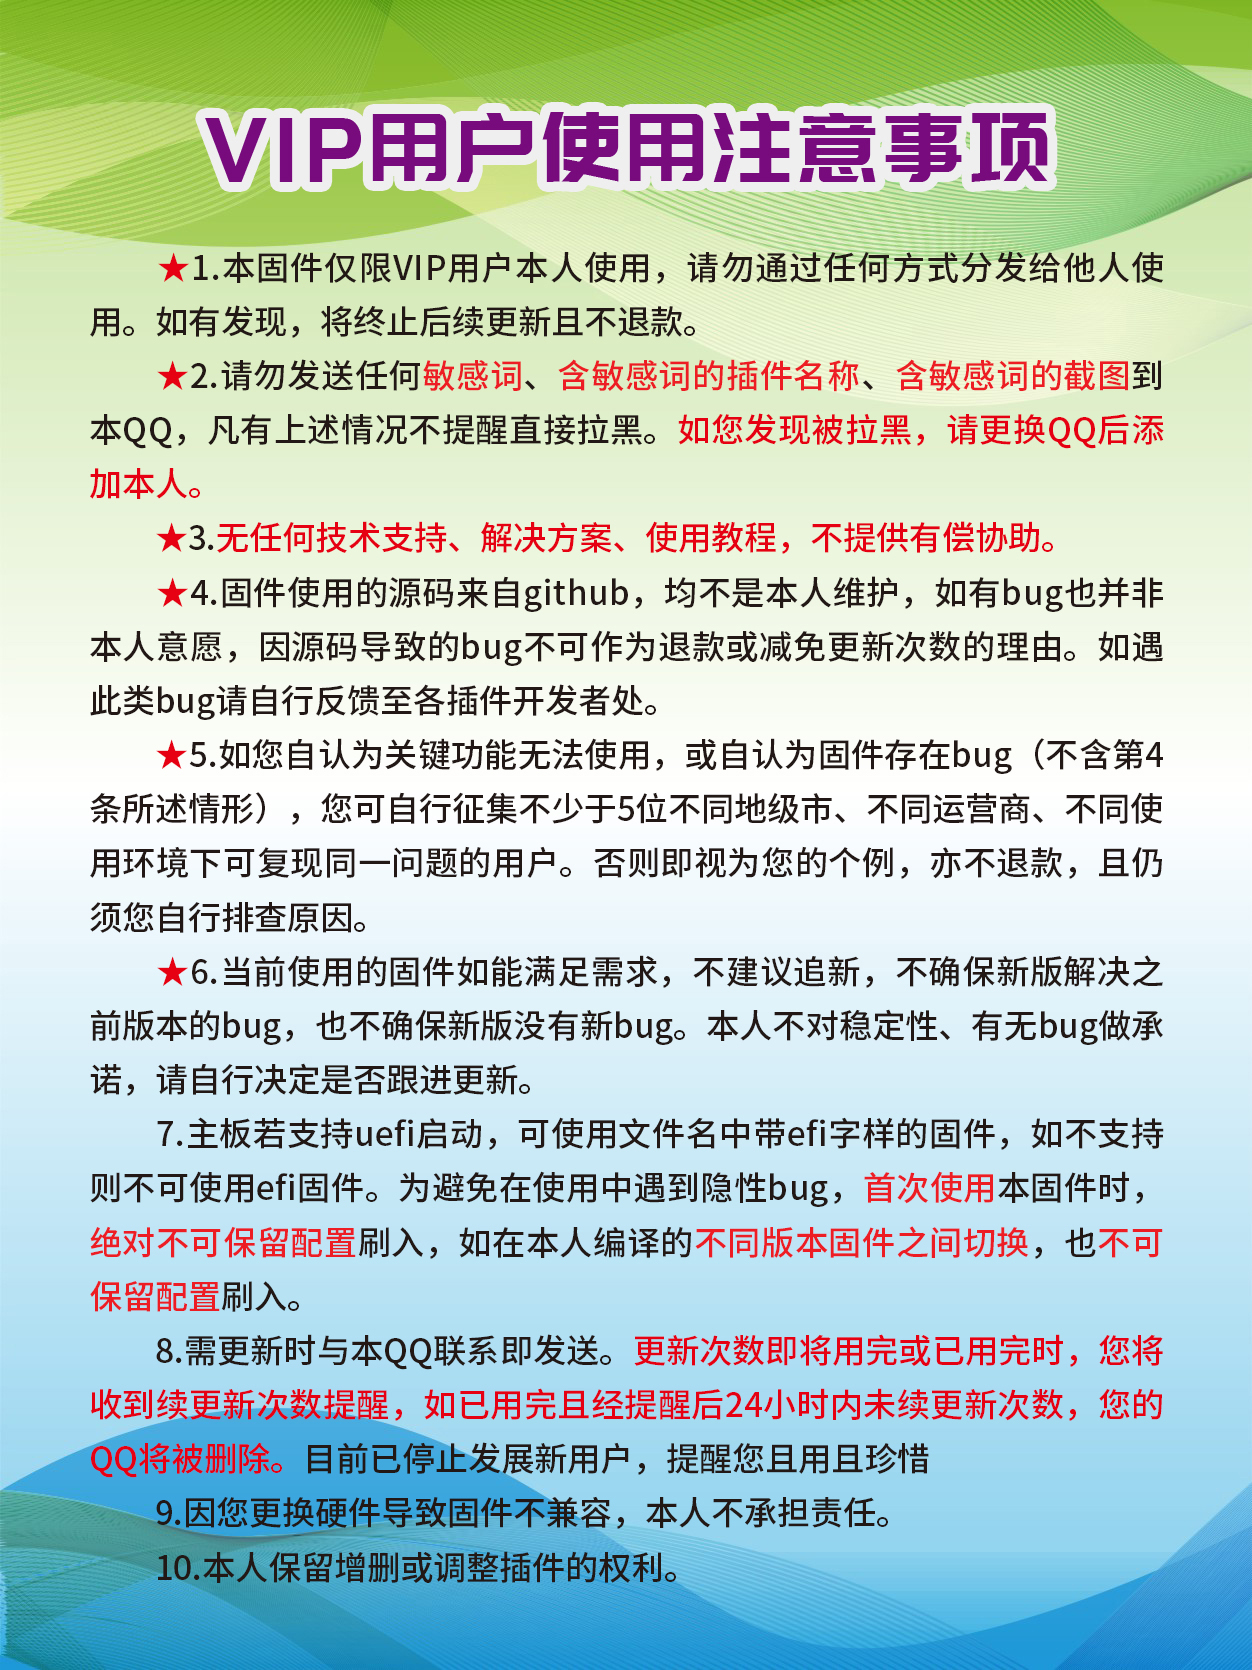 VIP用户使用注意事项
★1.本固件仅限VIP用户本人使用，请勿通过任何方式分发给他人使
用。如有发现，将终止后续更新且不退款。
★2.请勿发送任何敏感词、含敏感词的插件名称、含敏感词的截图到
本QQ，凡有上述情况不提醒直接拉黑。如您发现被拉黑，请更换QQ后添
加本人。
★3.无任何技术支持、解决方案、使用教程，不提供有偿协助。
★4.固件使用的源码来自github，均不是本人维护，如有bug也并非
本人意愿，因源码导致的bug不可作为退款或减免更新次数的理由。如遇
此类bug请自行反馈至各插件开发者处。
★5.如您自认为关键功能无法使用，或自认为固件存在bug（不含第4
条所述情形），您可自行征集不少于5位不同地级市、不同运营商、不同使
用环境下可复现同一问题的用户。否则即视为您的个例，亦不退款，且仍
须您自行排查原因。
★6.当前使用的固件如能满足需求，不建议追新，不确保新版解决之
前版本的bug，也不确保新版没有新bug。本人不对稳定性、有无bug做承
诺，请自行决定是否跟进更新。
7.主板若支持uefi启动，可使用文件名中带efi字样的固件，如不支持
则不可使用efi固件。为避免在使用中遇到隐性bug，首次使用本固件时，
绝对不可保留配置刷入，如在本人编译的不同版本固件之间切换，也不可
保留配置刷入。
8.需更新时与本QQ联系即发送。更新次数即将用完或已用完时，您将
收到续更新次数提醒，如已用完且经提醒后24小时内未续更新次数，您的
QQ将被删除。目前已停止发展新用户，提醒您且用且珍惜
9.因您更换硬件导致固件不兼容，本人不承担责任。
10.本人保留增删或调整插件的权利。